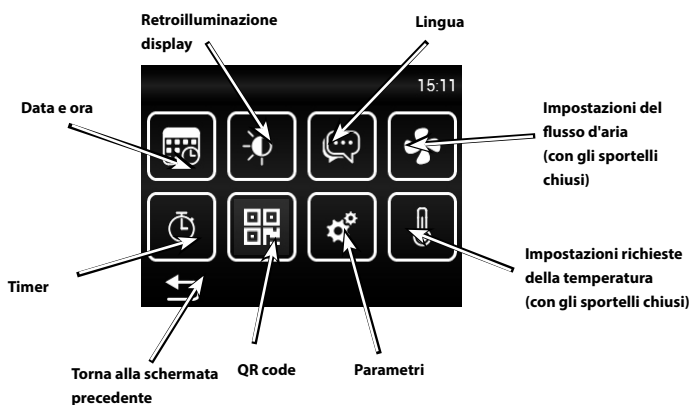 Retroilluminazione
display
Lingua
15:11
Data e ora
Impostazioni del
flusso d'aria
(con gli sportelli
chiusi)
Timer
Impostazioni richieste
della temperatura
(con gli sportelli chiusi)
Torna alla schermata
precedente
QR code
Parametri